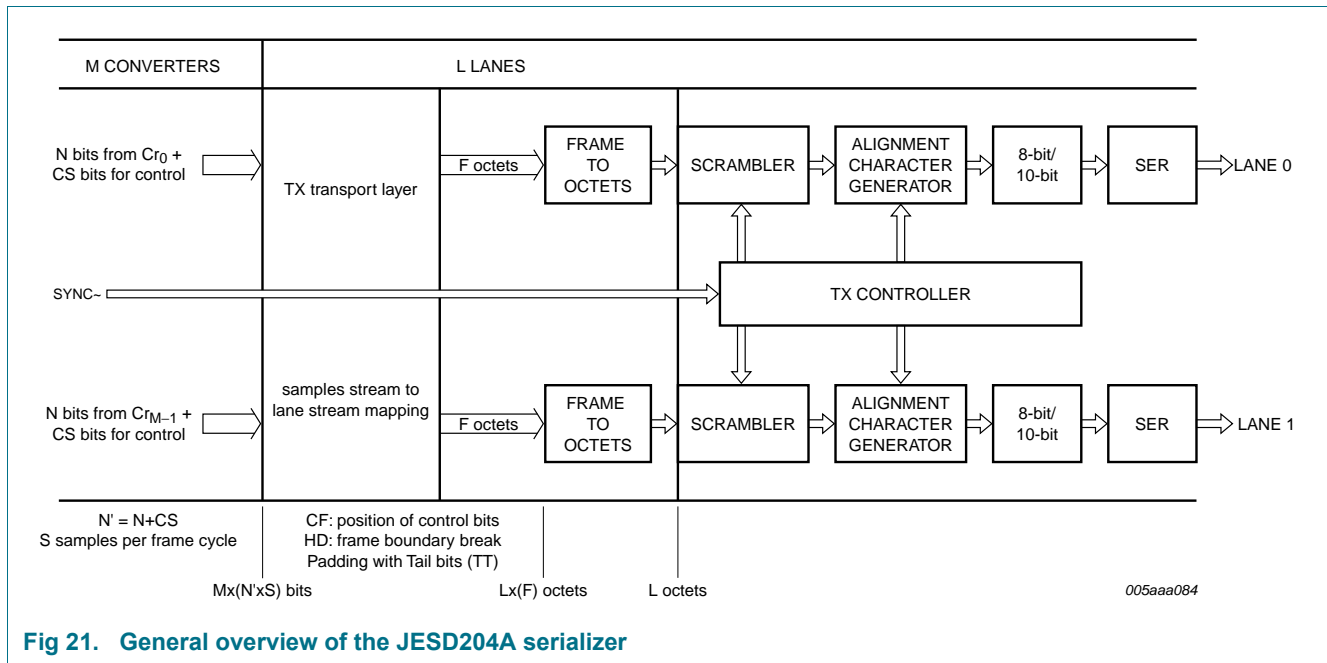 M CONVERTERS
L LANES
N bits from Cr0 +
CS bits for control
TX transport layer
F octets
FRAME
TO
OCTETS
SCRAMBLER
ALIGNMENT
CHARACTER
GENERATOR
8-bit/
10-bit
SER
LANE 0
SYNC~
TX CONTROLLER
N bits from CrM−1 +
CS bits for control
samples stream to
lane stream mapping
F octets
FRAME
TO
OCTETS
SCRAMBLER
ALIGNMENT
CHARACTER
GENERATOR
8-bit/
10-bit
SER
LANE 1
N' = N+CS
S samples per frame cycle
CF: position of control bits
HD: frame boundary break
Padding with Tail bits (TT)
Mx(N'xS) bits
Lx(F) octets
L octets
005aaa084
Fig 21. General overview of the JESD204A serializer